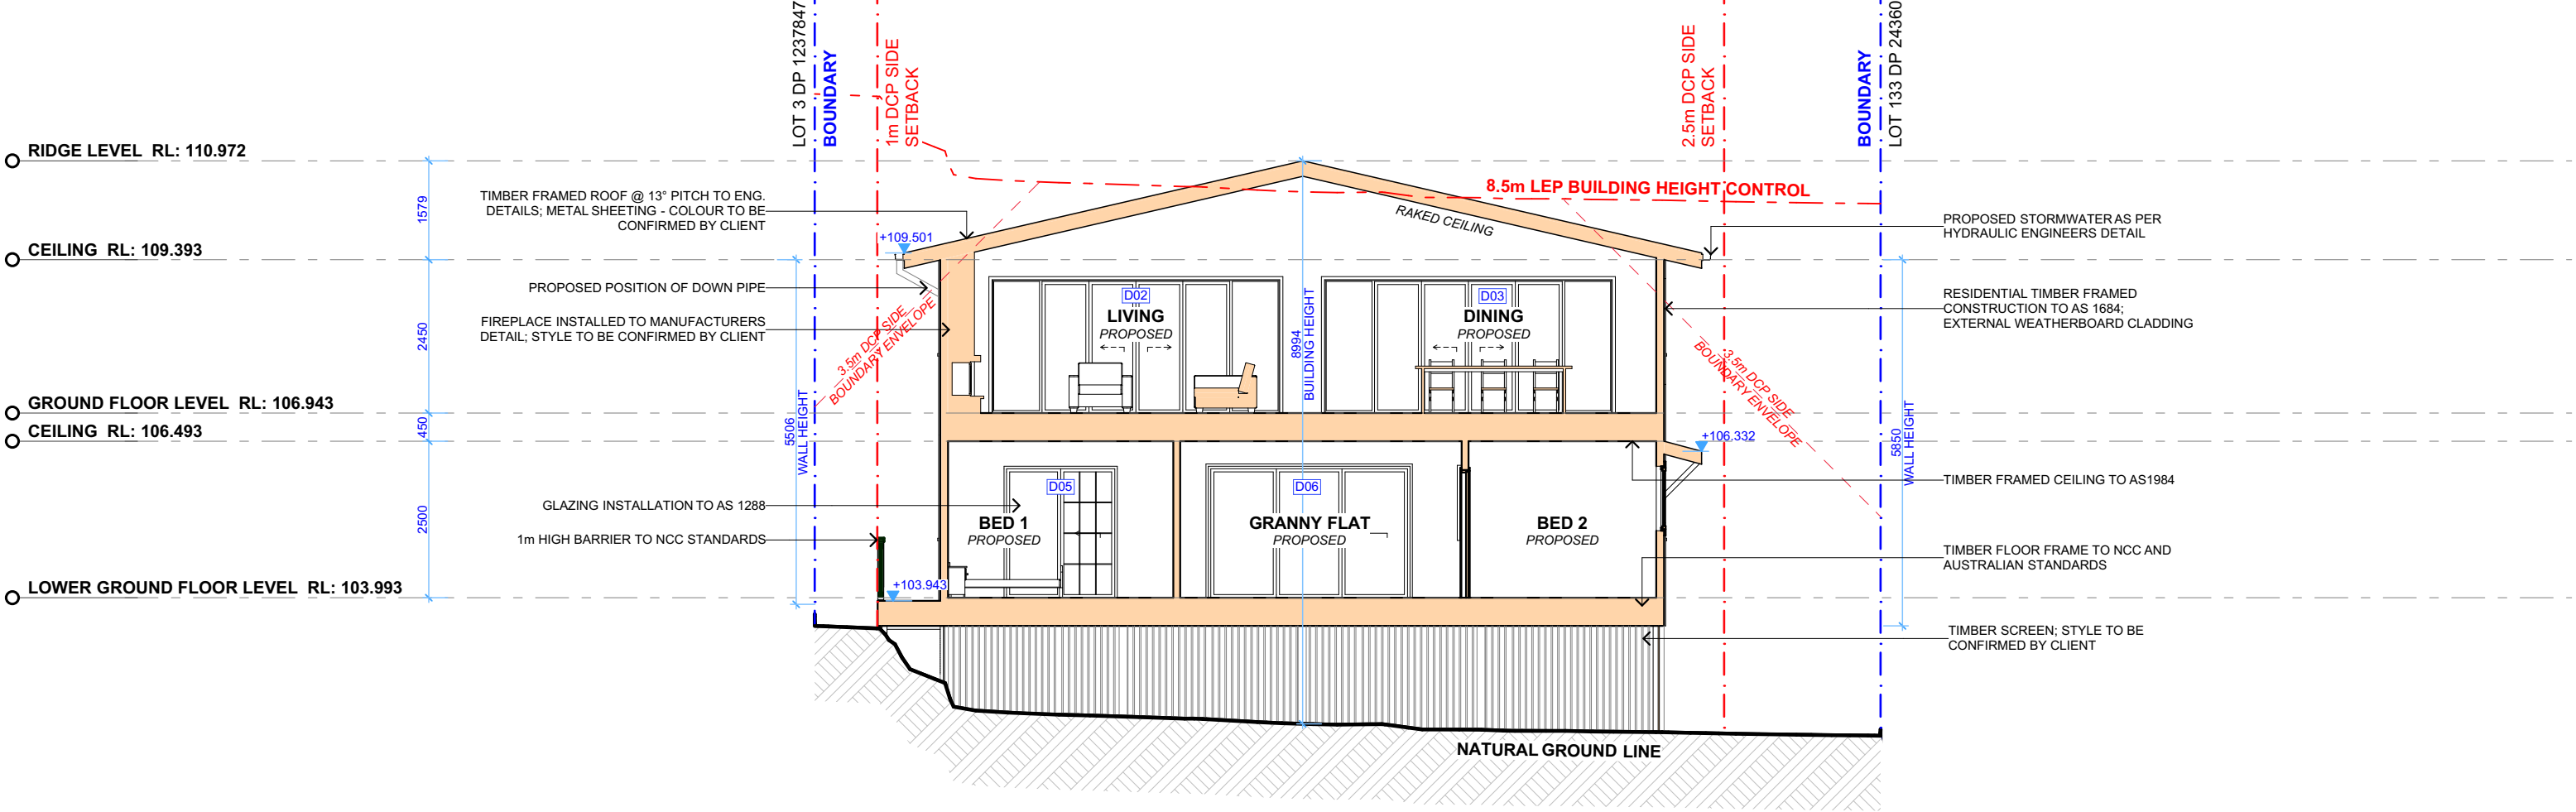 LOT 3 DP 1237847
BOUNDARY
1m DCP SIDE
SETBACK
2.5m DCP SIDE
SETBACK
BOUNDARY
LOT 133 DP 24360
RIDGE LEVEL  RL: 110.972
8.5m LEP BUILDING HEIGHT CONTROL
TIMBER FRAMED ROOF @ 13° PITCH TO ENG.
DETAILS; METAL SHEETING - COLOUR TO BE
CONFIRMED BY CLIENT
1579
RAKED CEILING
PROPOSED STORMWATER AS PER
HYDRAULIC ENGINEERS DETAIL
+109.501
CEILING  RL: 109.393
PROPOSED POSITION OF DOWN PIPE
D02
LIVING
PROPOSED
D03
DINING
PROPOSED
RESIDENTIAL TIMBER FRAMED
CONSTRUCTION TO AS 1684;
EXTERNAL WEATHERBOARD CLADDING
FIREPLACE INSTALLED TO MANUFACTURERS
DETAIL; STYLE TO BE CONFIRMED BY CLIENT
2450
3.5m DCP SIDE
BOUNDARY ENVELOPE
8994
BUILDING HEIGHT
3.5m DCP SIDE
BOUNDARY ENVELOPE
GROUND FLOOR LEVEL  RL: 106.943
450
CEILING  RL: 106.493
5506
WALL HEIGHT
+106.332
5850
WALL HEIGHT
2500
D05
D06
TIMBER FRAMED CEILING TO AS1984
GLAZING INSTALLATION TO AS 1288
BED 1
PROPOSED
GRANNY FLAT
PROPOSED
BED 2
PROPOSED
1m HIGH BARRIER TO NCC STANDARDS
TIMBER FLOOR FRAME TO NCC AND
AUSTRALIAN STANDARDS
LOWER GROUND FLOOR LEVEL  RL: 103.993
+103.943
TIMBER SCREEN; STYLE TO BE
CONFIRMED BY CLIENT
NATURAL GROUND LINE